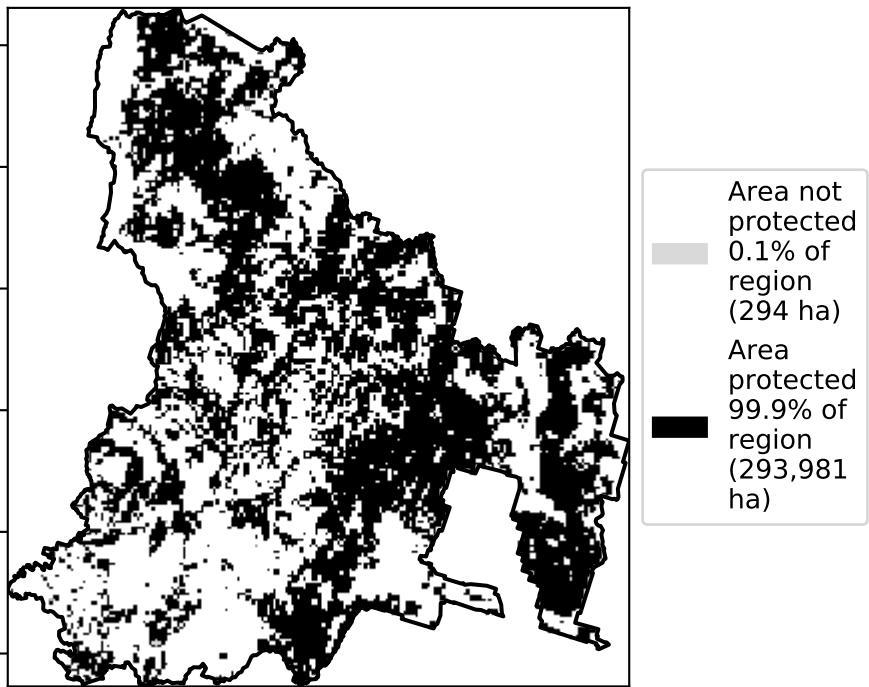 Area not
protected
0.1% of
region
(294 ha)
Area
protected
99.9% of
region
(293,981
ha)